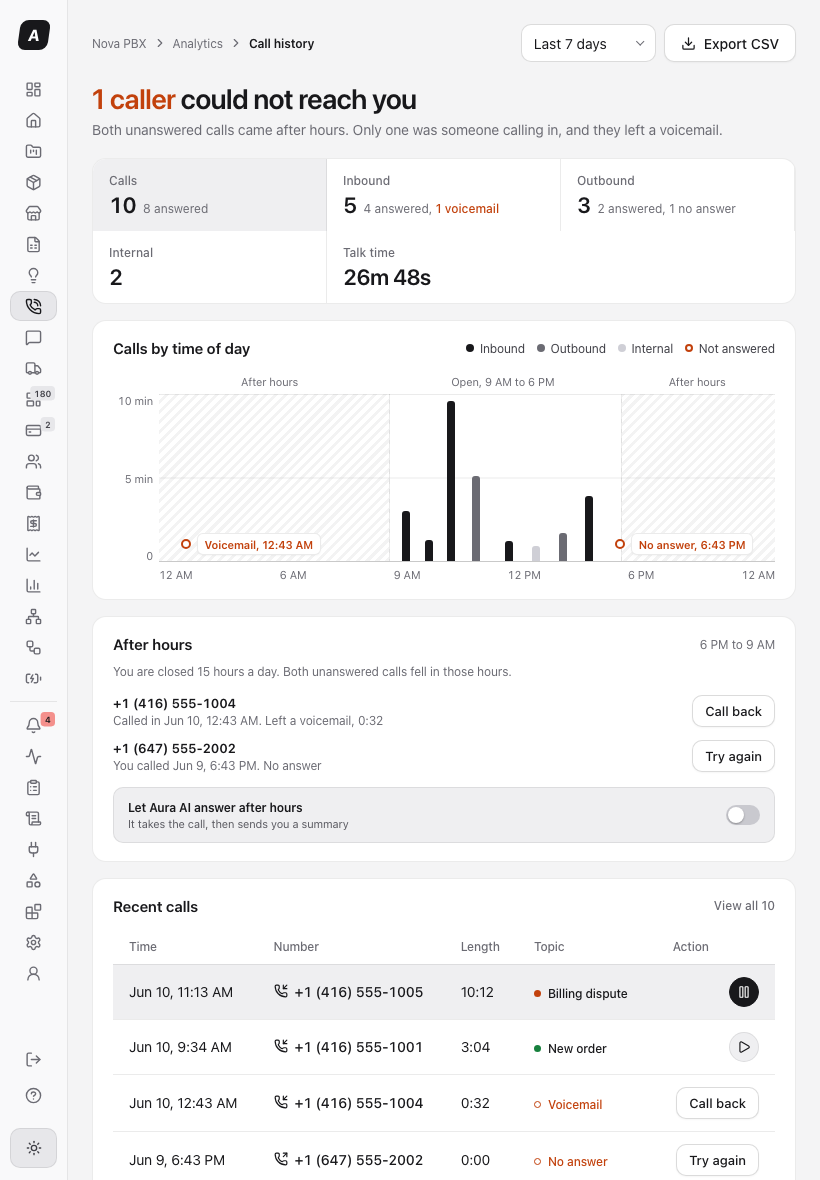 A
Nova PBX > Analytics > Call history
Last 7 days
Export CSV
1 caller could not reach you
Both unanswered calls came after hours. Only one was someone calling in, and they left a voicemail.
Calls
10 8 answered
Inbound
5 4 answered, 1 voicemail
Outbound
3 2 answered, 1 no answer
Internal
2
Talk time
26m 48s
180
2
4
Calls by time of day
Inbound Outbound Internal Not answered
After hours Open, 9 AM to 6 PM After hours
10 min
5 min
0
Voicemail, 12:43 AM
No answer, 6:43 PM
12 AM 6 AM 9 AM 12 PM 6 PM 12 AM
After hours
6 PM to 9 AM
You are closed 15 hours a day. Both unanswered calls fell in those hours.
+1 (416) 555-1004
Called in Jun 10, 12:43 AM. Left a voicemail, 0:32
Call back
+1 (647) 555-2002
You called Jun 9, 6:43 PM. No answer
Try again
Let Aura AI answer after hours
It takes the call, then sends you a summary
Recent calls
View all 10
Time Number Length Topic Action
Jun 10, 11:13 AM +1 (416) 555-1005 10:12 Billing dispute
Jun 10, 9:34 AM +1 (416) 555-1001 3:04 New order
Jun 10, 12:43 AM +1 (416) 555-1004 0:32 Voicemail Call back
Jun 9, 6:43 PM +1 (647) 555-2002 0:00 No answer Try again